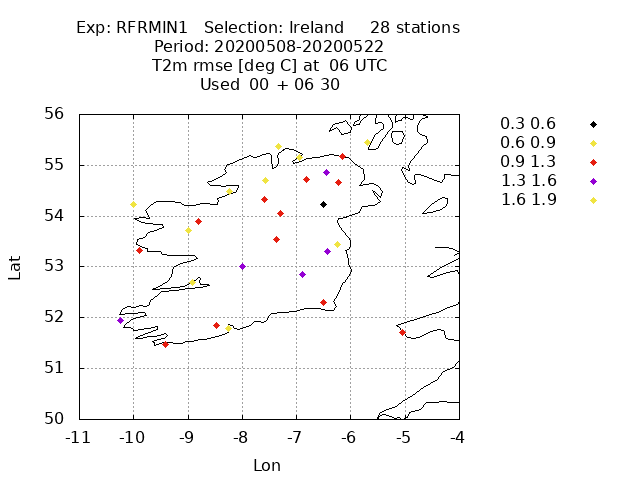 Exp: RFRMIN1 Selection: Ireland 28 stations
Period: 20200508-20200522
T2m rmse [deg C] at 06 UTC
Used 00 + 06 30
56
55
54
53
52
51
50
-11 -10 -9 -8 -7 -6 -5 -4
Lat
Lon
0.3 0.6
0.6 0.9
0.9 1.3
1.3 1.6
1.6 1.9